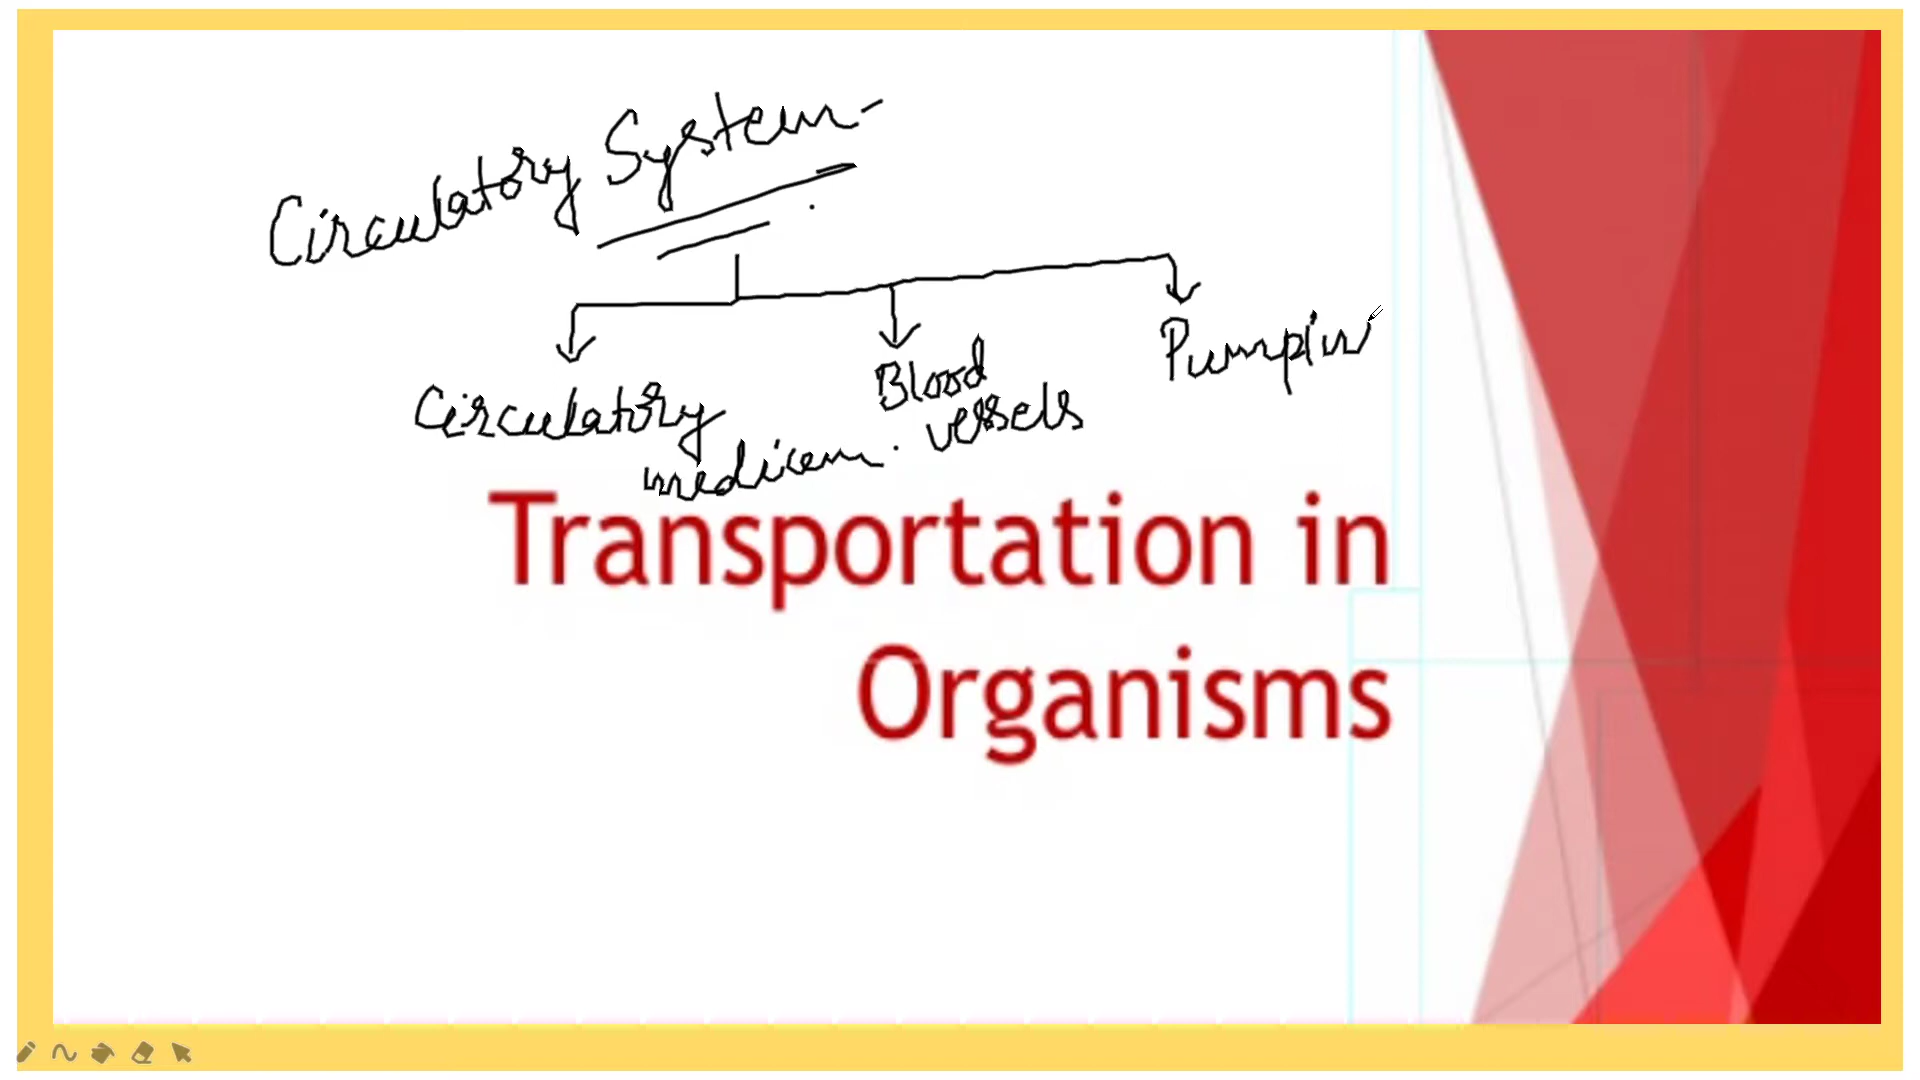 Circulatory System-
Circulatory
medium.
Blood
vessels
Pumpin
Transportation in
Organisms